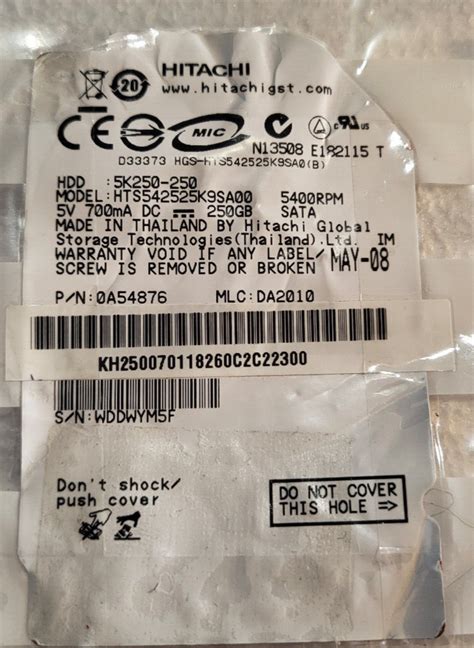 HITACHI
20
www.hitachigst.com
CE MIC C UL US
N13508 E182115 T
D33373 HGS-HTS542525K9SA0(B)
HDD :5K250-250
MODEL:HTS542525K9SA00 5400RPM
5V 700mA DC 250GB SATA
MADE IN THAILAND BY Hitachi Global
Storage Technologies(Thailand).Ltd. IM
WARRANTY VOID IF ANY LABEL/ MAY-08
SCREW IS REMOVED OR BROKEN
P/N:0A54876 MLC:DA2010
KH250070118260C2C22300
S/N:WDDWYM5F
Don't shock/
push cover
DO NOT COVER
THIS HOLE ⇒